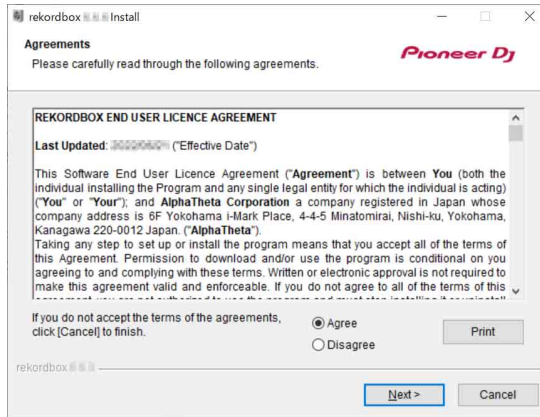 rekordbox Install
Agreements
Please carefully read through the following agreements.
Pioneer Dj
REKORDBOX END USER LICENCE AGREEMENT
Last Updated: ("Effective Date")
This Software End User Licence Agreement ("Agreement") is between You (both the
individual installing the Program and any single legal entity for which the individual is acting)
("You" or "Your"); and AlphaTheta Corporation a company registered in Japan whose
company address is 6F Yokohama i-Mark Place, 4-4-5 Minatomirai, Nishi-ku, Yokohama,
Kanagawa 220-0012 Japan. ("AlphaTheta").
Taking any step to set up or install the program means that you accept all of the terms of
this Agreement. Permission to download and/or use the program is conditional on you
agreeing to and complying with these terms. Written or electronic approval is not required to
make this agreement valid and enforceable. If you do not agree to all of the terms of this
If you do not accept the terms of the agreements,
click [Cancel] to finish.
Agree
Disagree
Print
rekordbox
Next >
Cancel